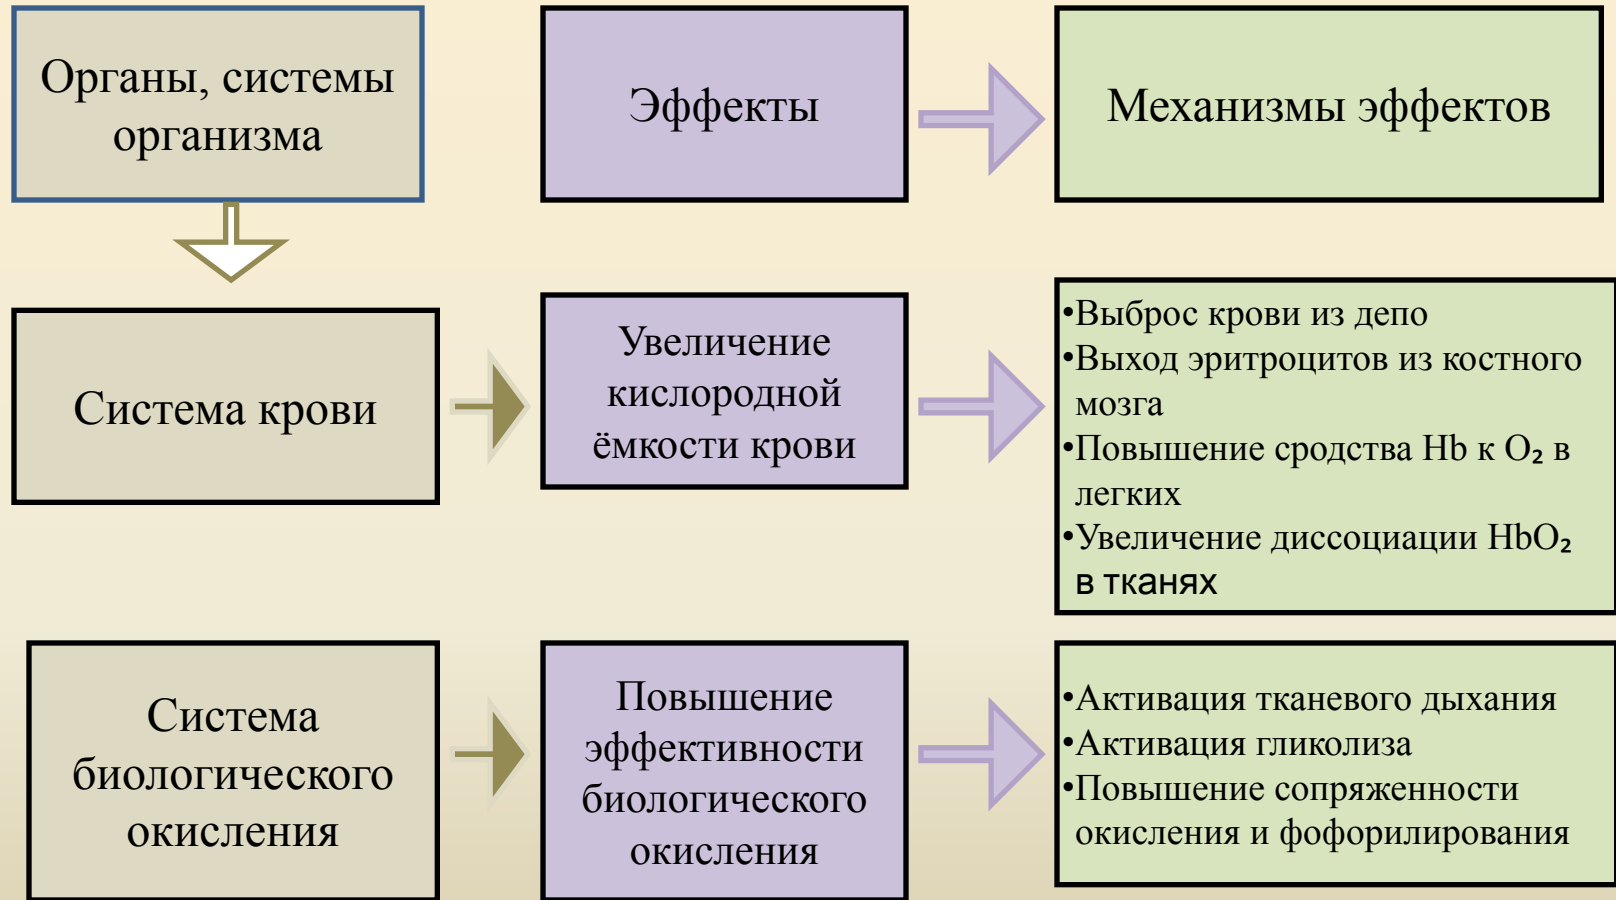 Органы, системы
организма
Эффекты
Механизмы эффектов
Система крови
Увеличение
кислородной
ёмкости крови
•Выброс крови из депо
•Выход эритроцитов из костного
мозга
•Повышение сродства Hb к O₂ в
легких
•Увеличение диссоциации HbO₂
в тканях
Система
биологического
окисления
Повышение
эффективности
биологического
окисления
•Активация тканевого дыхания
•Активация гликолиза
•Повышение сопряженности
окисления и фофорилирования